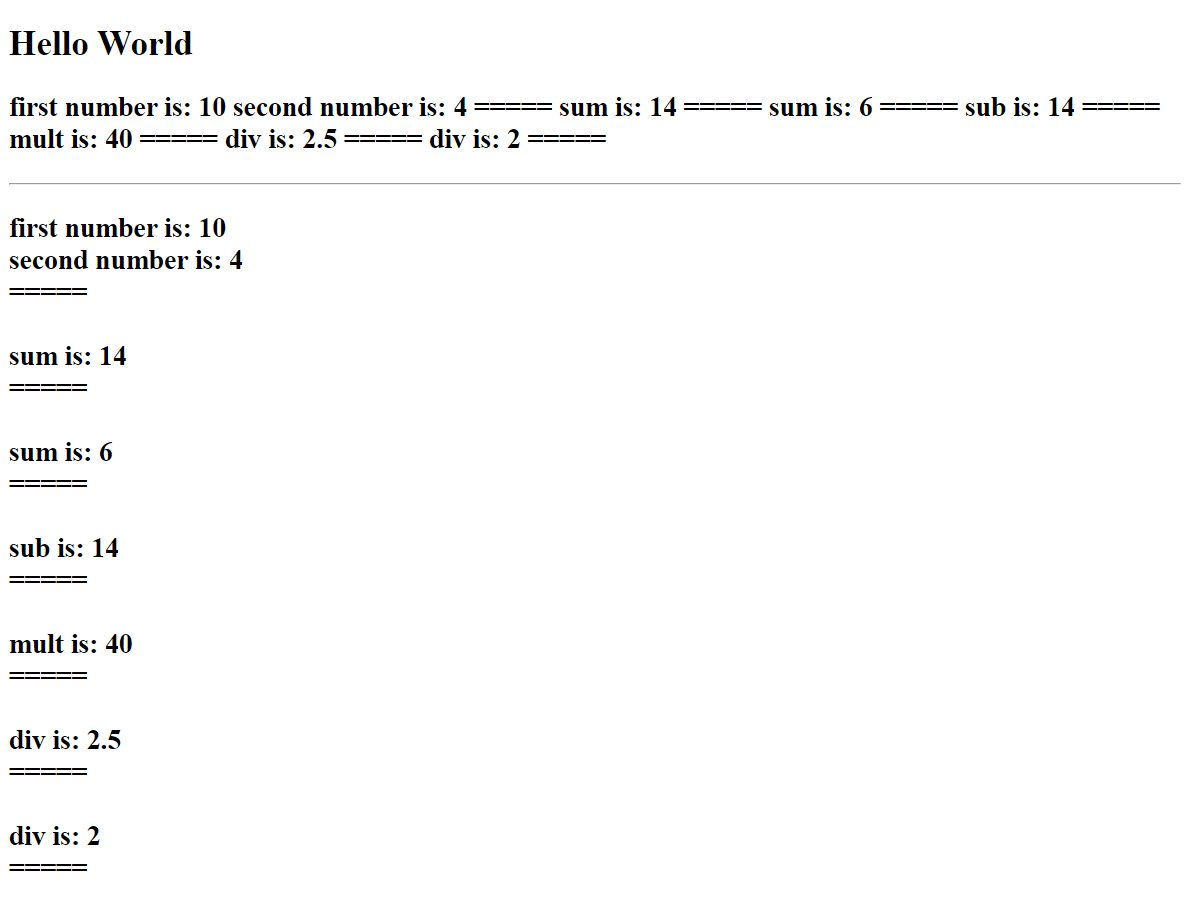 Hello World
first number is: 10 second number is: 4 ===== sum is: 14 ===== sum is: 6 ===== sub is: 14 =====
mult is: 40 ===== div is: 2.5 ===== div is: 2 =====
first number is: 10
second number is: 4
=====
sum is: 14
=====
sum is: 6
=====
sub is: 14
=====
mult is: 40
=====
div is: 2.5
=====
div is: 2
=====